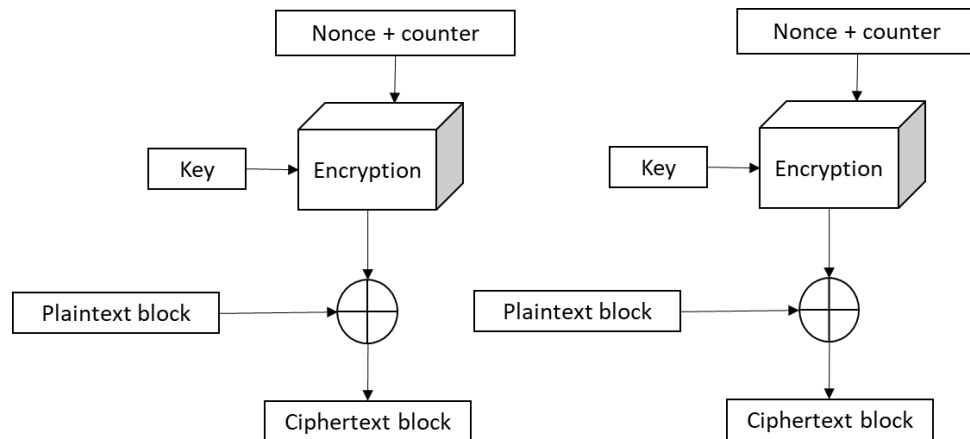 Nonce + counter
Nonce + counter
Key
Encryption
Key
Encryption
Plaintext block
Plaintext block
Ciphertext block
Ciphertext block